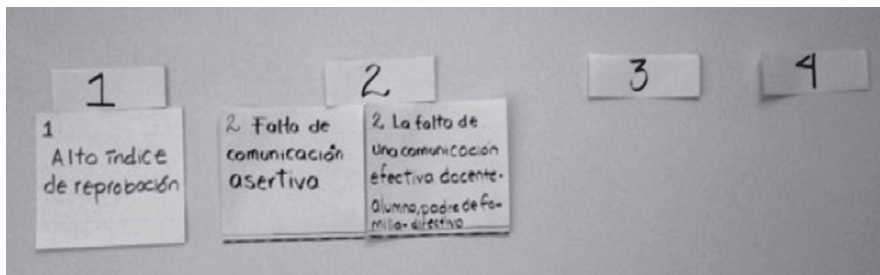 1
2
3
4
1
Alto índice
de reprobación
2 Falta de
comunicación
asertiva
2 La falta de
una comunicación
efectiva docente-
alumno, padre de fa-
milia-directivo